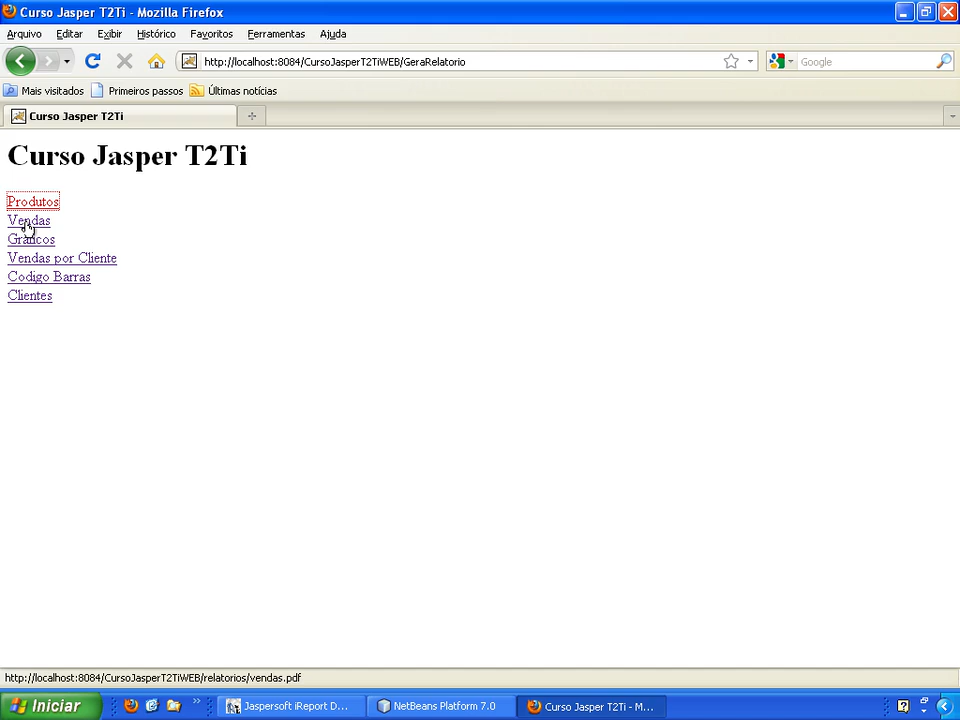 Curso Jasper T2Ti - Mozilla Firefox
Arquivo Editar Exibir Histórico Favoritos Ferramentas Ajuda
http://localhost:8084/CursoJasperT2TiWEB/GeraRelatorio Google
Mais visitados Primeiros passos Últimas notícias
Curso Jasper T2Ti
Curso Jasper T2Ti
Produtos
Vendas
Gráficos
Vendas por Cliente
Codigo Barras
Clientes
http://localhost:8084/CursoJasperT2TiWEB/relatorios/vendas.pdf
Iniciar Jaspersoft iReport D... NetBeans Platform 7.0 Curso Jasper T2Ti - M...